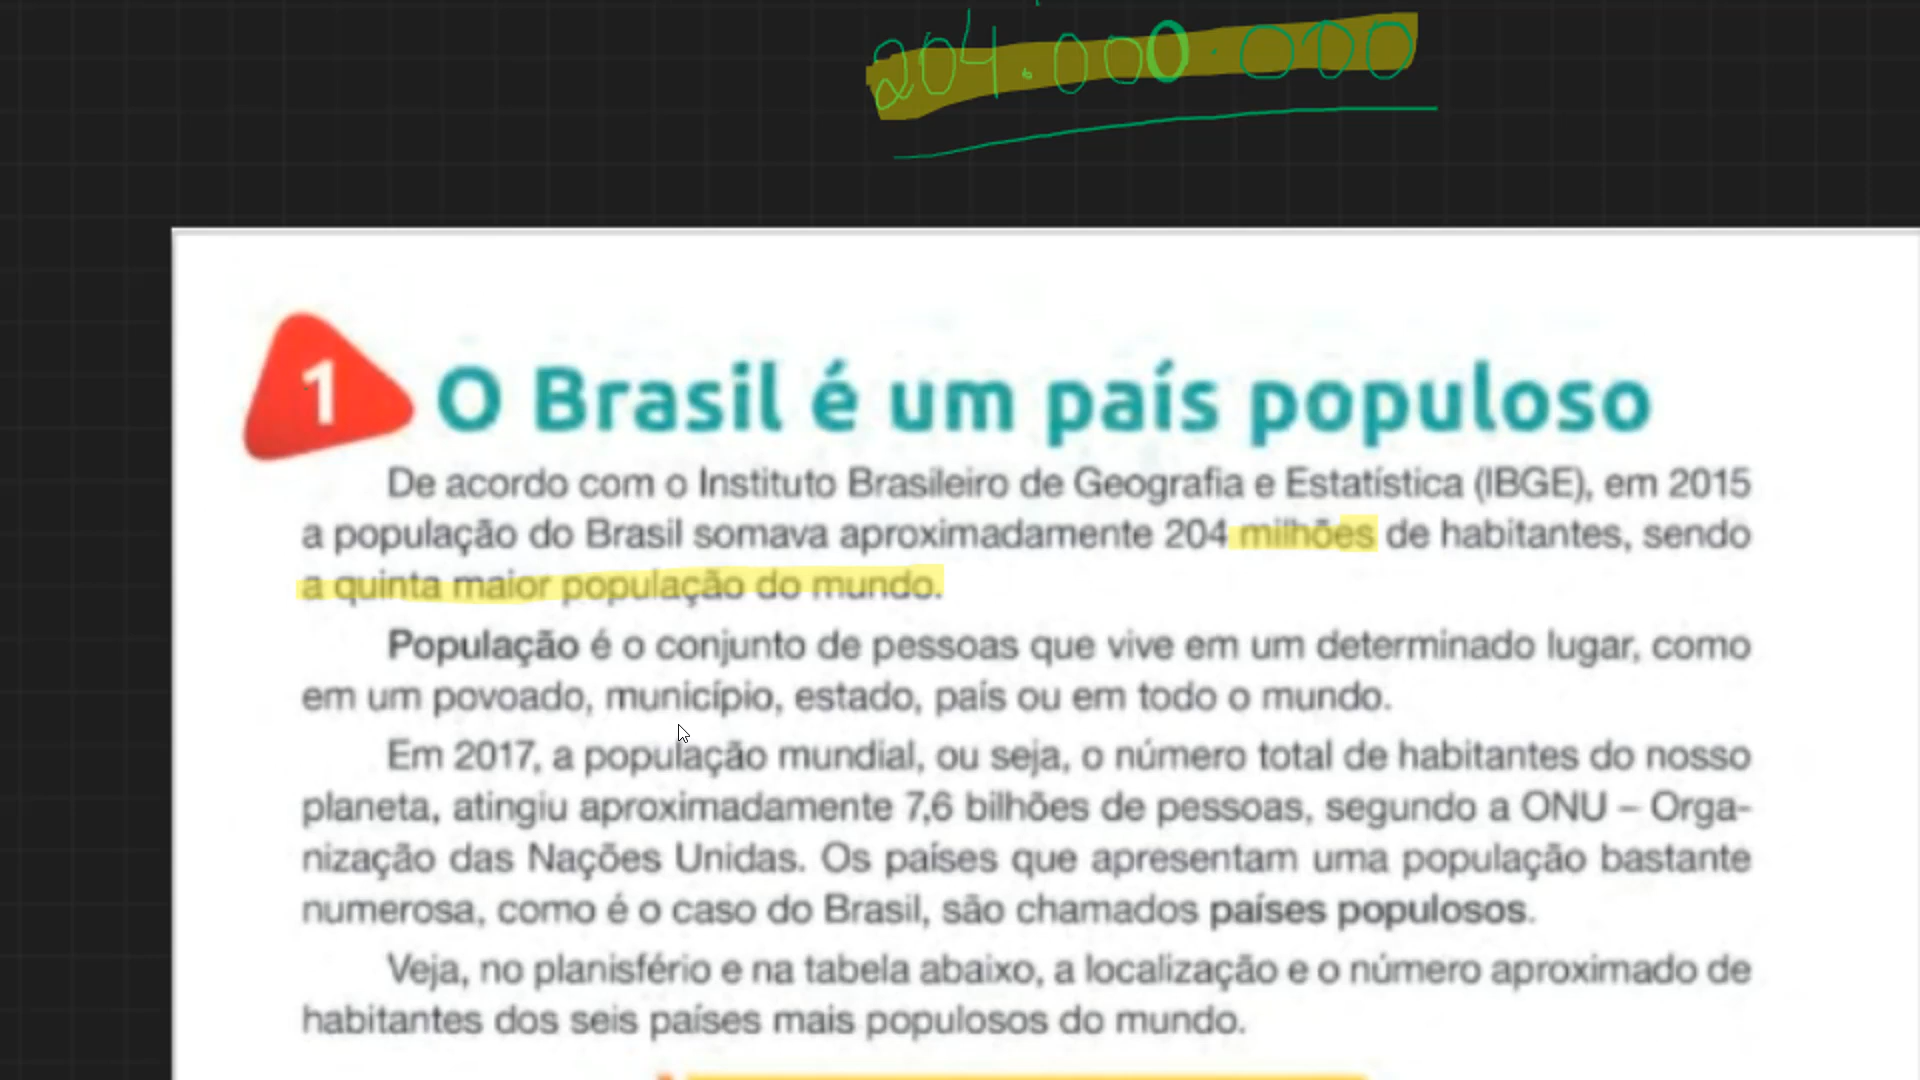 204.000.000
1 O Brasil é um país populoso
De acordo com o Instituto Brasileiro de Geografia e Estatística (IBGE), em 2015
a população do Brasil somava aproximadamente 204 milhões de habitantes, sendo
a quinta maior população do mundo.
População é o conjunto de pessoas que vive em um determinado lugar, como
em um povoado, município, estado, país ou em todo o mundo.
Em 2017, a população mundial, ou seja, o número total de habitantes do nosso
planeta, atingiu aproximadamente 7,6 bilhões de pessoas, segundo a ONU – Orga-
nização das Nações Unidas. Os países que apresentam uma população bastante
numerosa, como é o caso do Brasil, são chamados países populosos.
Veja, no planisfério e na tabela abaixo, a localização e o número aproximado de
habitantes dos seis países mais populosos do mundo.